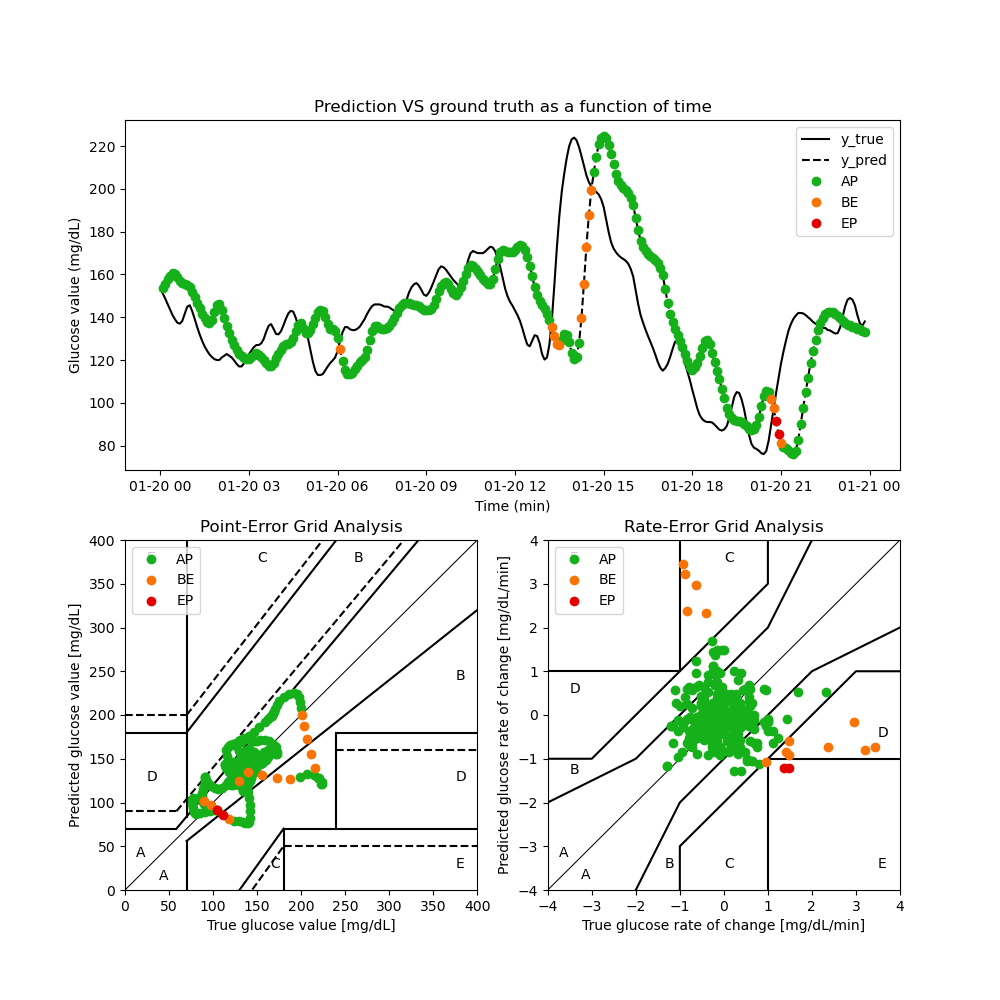 Prediction VS ground truth as a function of time
Glucose value (mg/dL)
220
200
180
160
140
120
100
80
y_true
y_pred
AP
BE
EP
01-20 00 01-20 03 01-20 06 01-20 09 01-20 12 01-20 15 01-20 18 01-20 21 01-21 00
Time (min)
Point-Error Grid Analysis
Predicted glucose value [mg/dL]
400
350
300
250
200
150
100
50
0
AP
BE
EP
C
B
B
D
D
A
A
C
E
0 50 100 150 200 250 300 350 400
True glucose value [mg/dL]
Rate-Error Grid Analysis
Predicted glucose rate of change [mg/dL/min]
4
3
2
1
0
−1
−2
−3
−4
AP
BE
EP
C
D
D
B
A
A
B
C
E
−4 −3 −2 −1 0 1 2 3 4
True glucose rate of change [mg/dL/min]